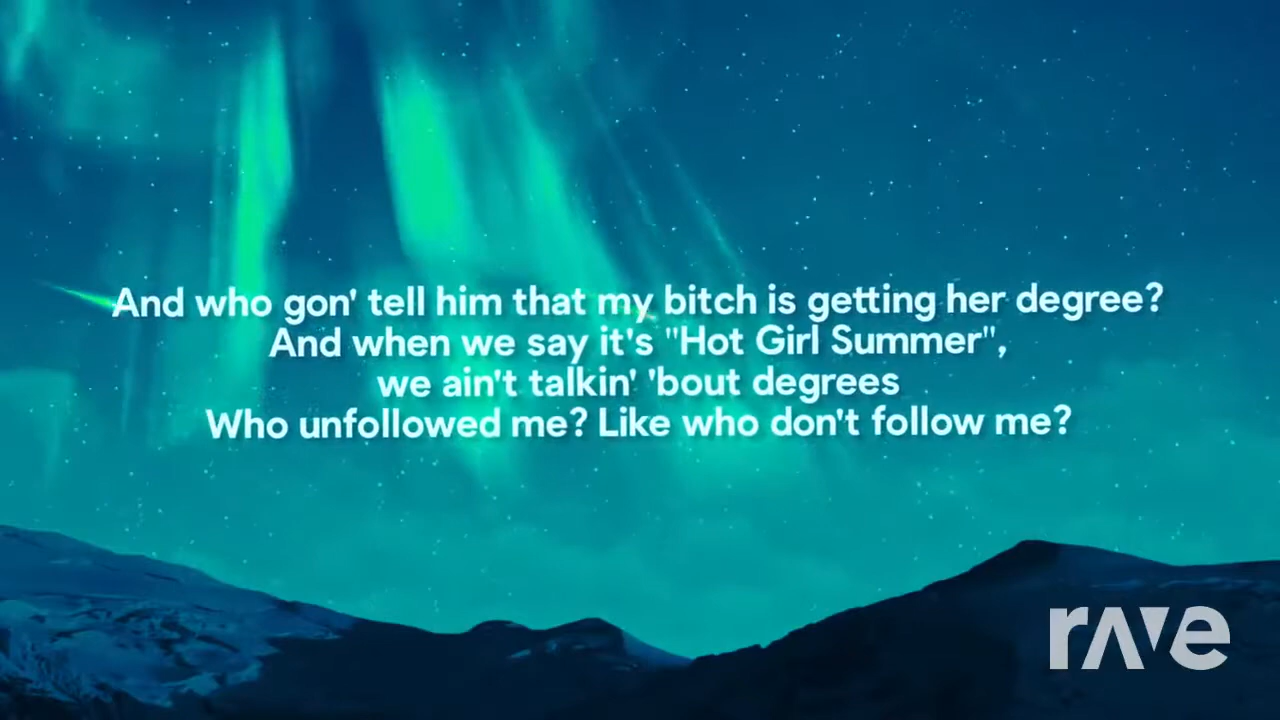 And who gon' tell him that my bitch is getting her degree?
And when we say it's "Hot Girl Summer",
we ain't talkin' 'bout degrees
Who unfollowed me? Like who don't follow me?
rave